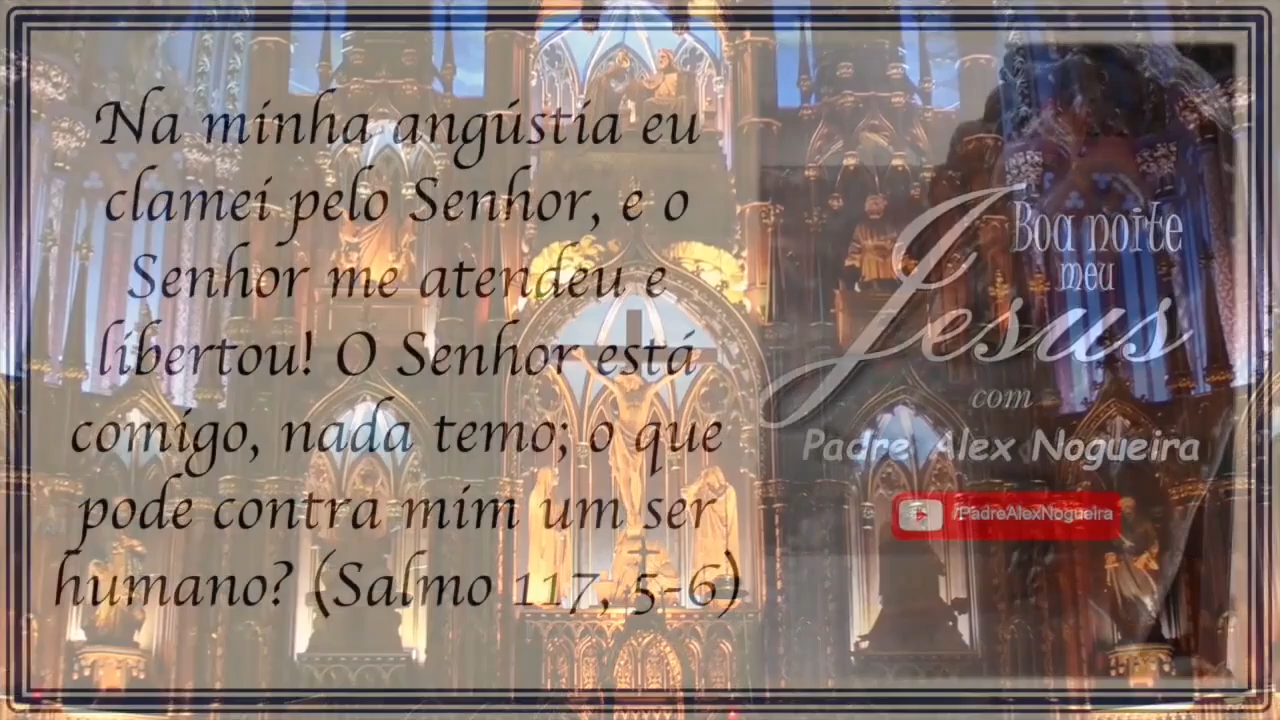 Na minha angústia eu
clamei pelo Senhor, e o
Senhor me atendeu e
libertou! O Senhor está
comigo, nada temo; o que
pode contra mim um ser
humano? (Salmo 117, 5-6)
Boa noite
meu
Jesus
com
Padre Alex Nogueira
/PadreAlexNogueira